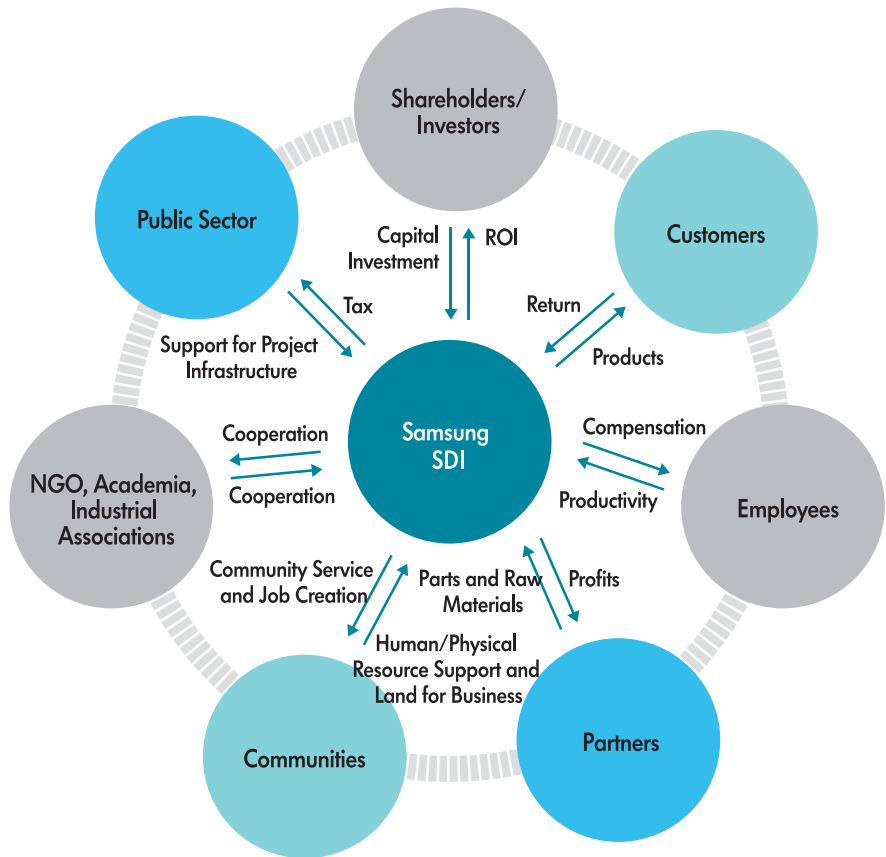 Shareholders/
Investors
Public Sector
Customers
Capital
Investment
ROI
Tax
Return
Support for Project
Infrastructure
Products
Cooperation
Samsung
SDI
Compensation
NGO, Academia,
Industrial
Associations
Cooperation
Productivity
Employees
Community Service
and Job Creation
Parts and Raw
Materials
Profits
Human/Physical
Resource Support and
Land for Business
Communities
Partners